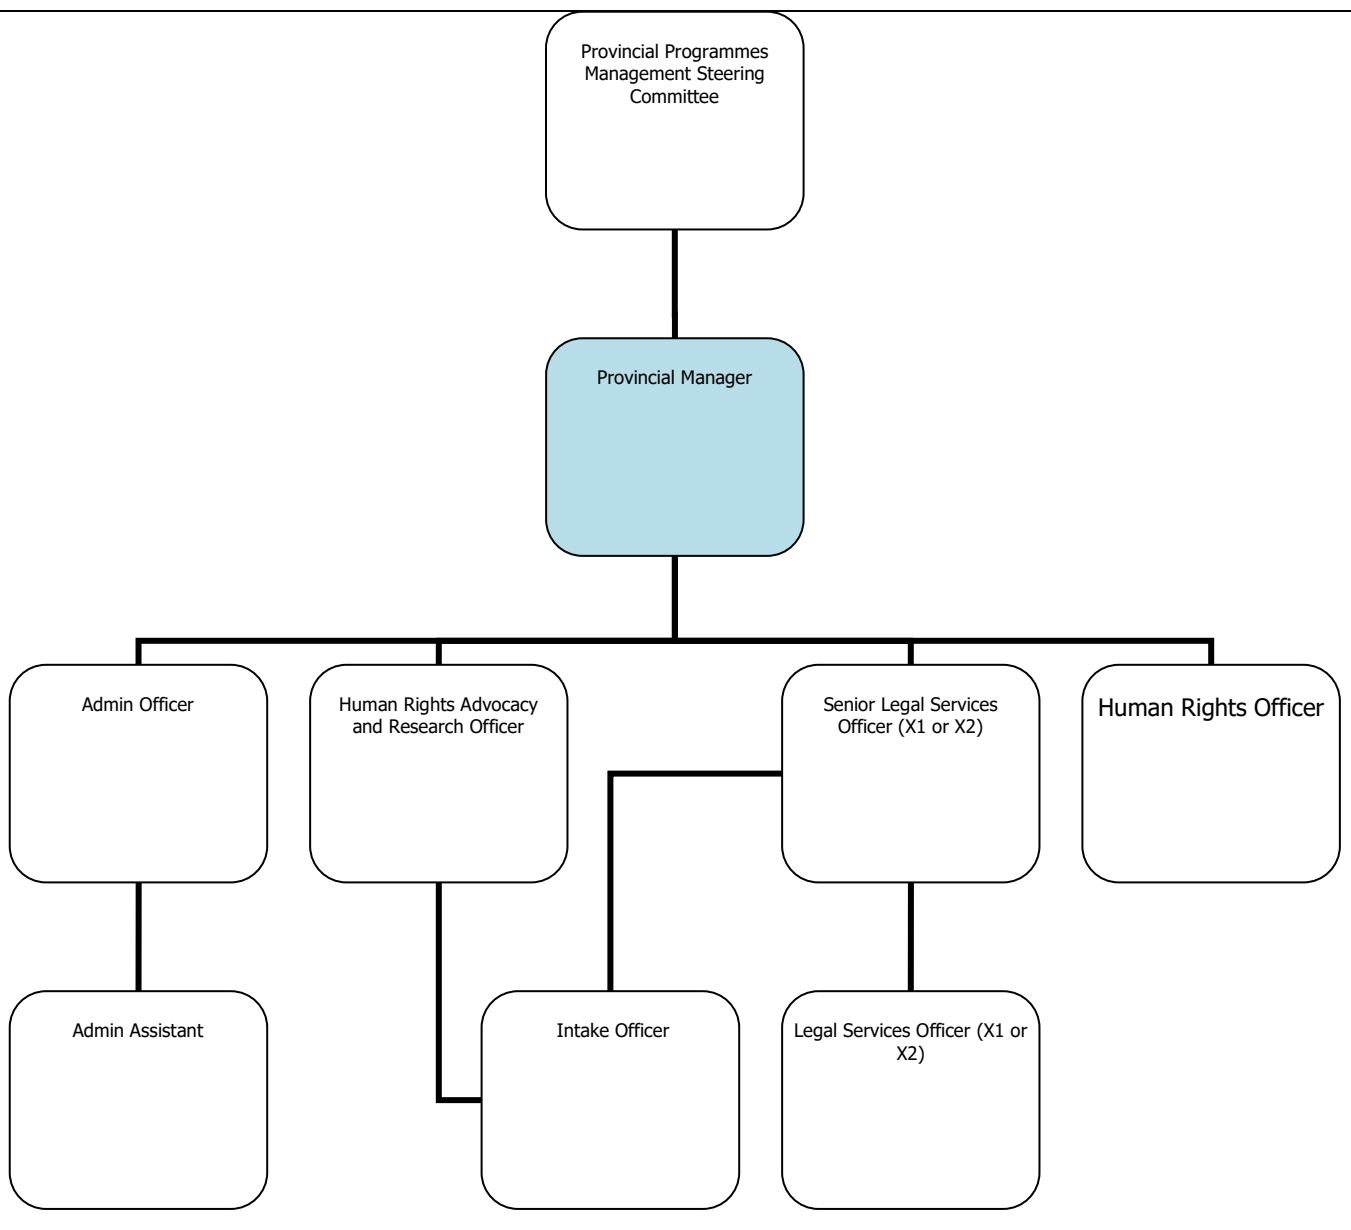 Provincial Programmes
Management Steering
Committee
Provincial Manager
Admin Officer
Human Rights Advocacy
and Research Officer
Senior Legal Services
Officer (X1 or X2)
Human Rights Officer
Admin Assistant
Intake Officer
Legal Services Officer (X1 or
X2)